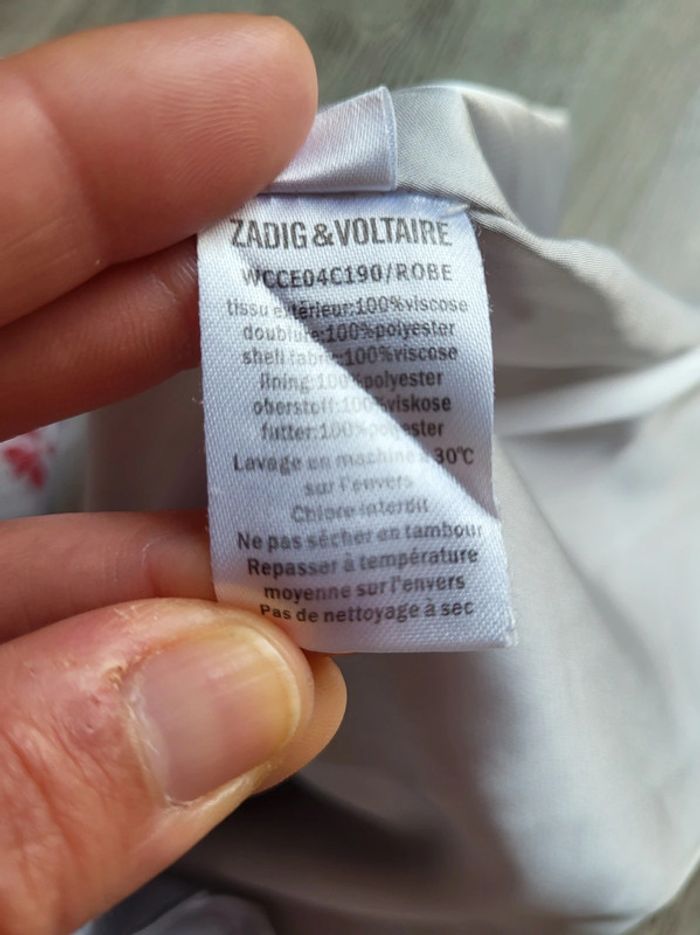 ZADIG&VOLTAIRE
WCCE04C190/ROBE
tissu extérieur:100%viscose
doublure:100%polyester
shell fabric:100%viscose
lining:100%polyester
oberstoff:100%viskose
futter:100%polyester
Lavage en machine à 30°C
sur l'envers
Chlore interdit
Ne pas sécher en tambour
Repasser à température
moyenne sur l'envers
Pas de nettoyage à sec